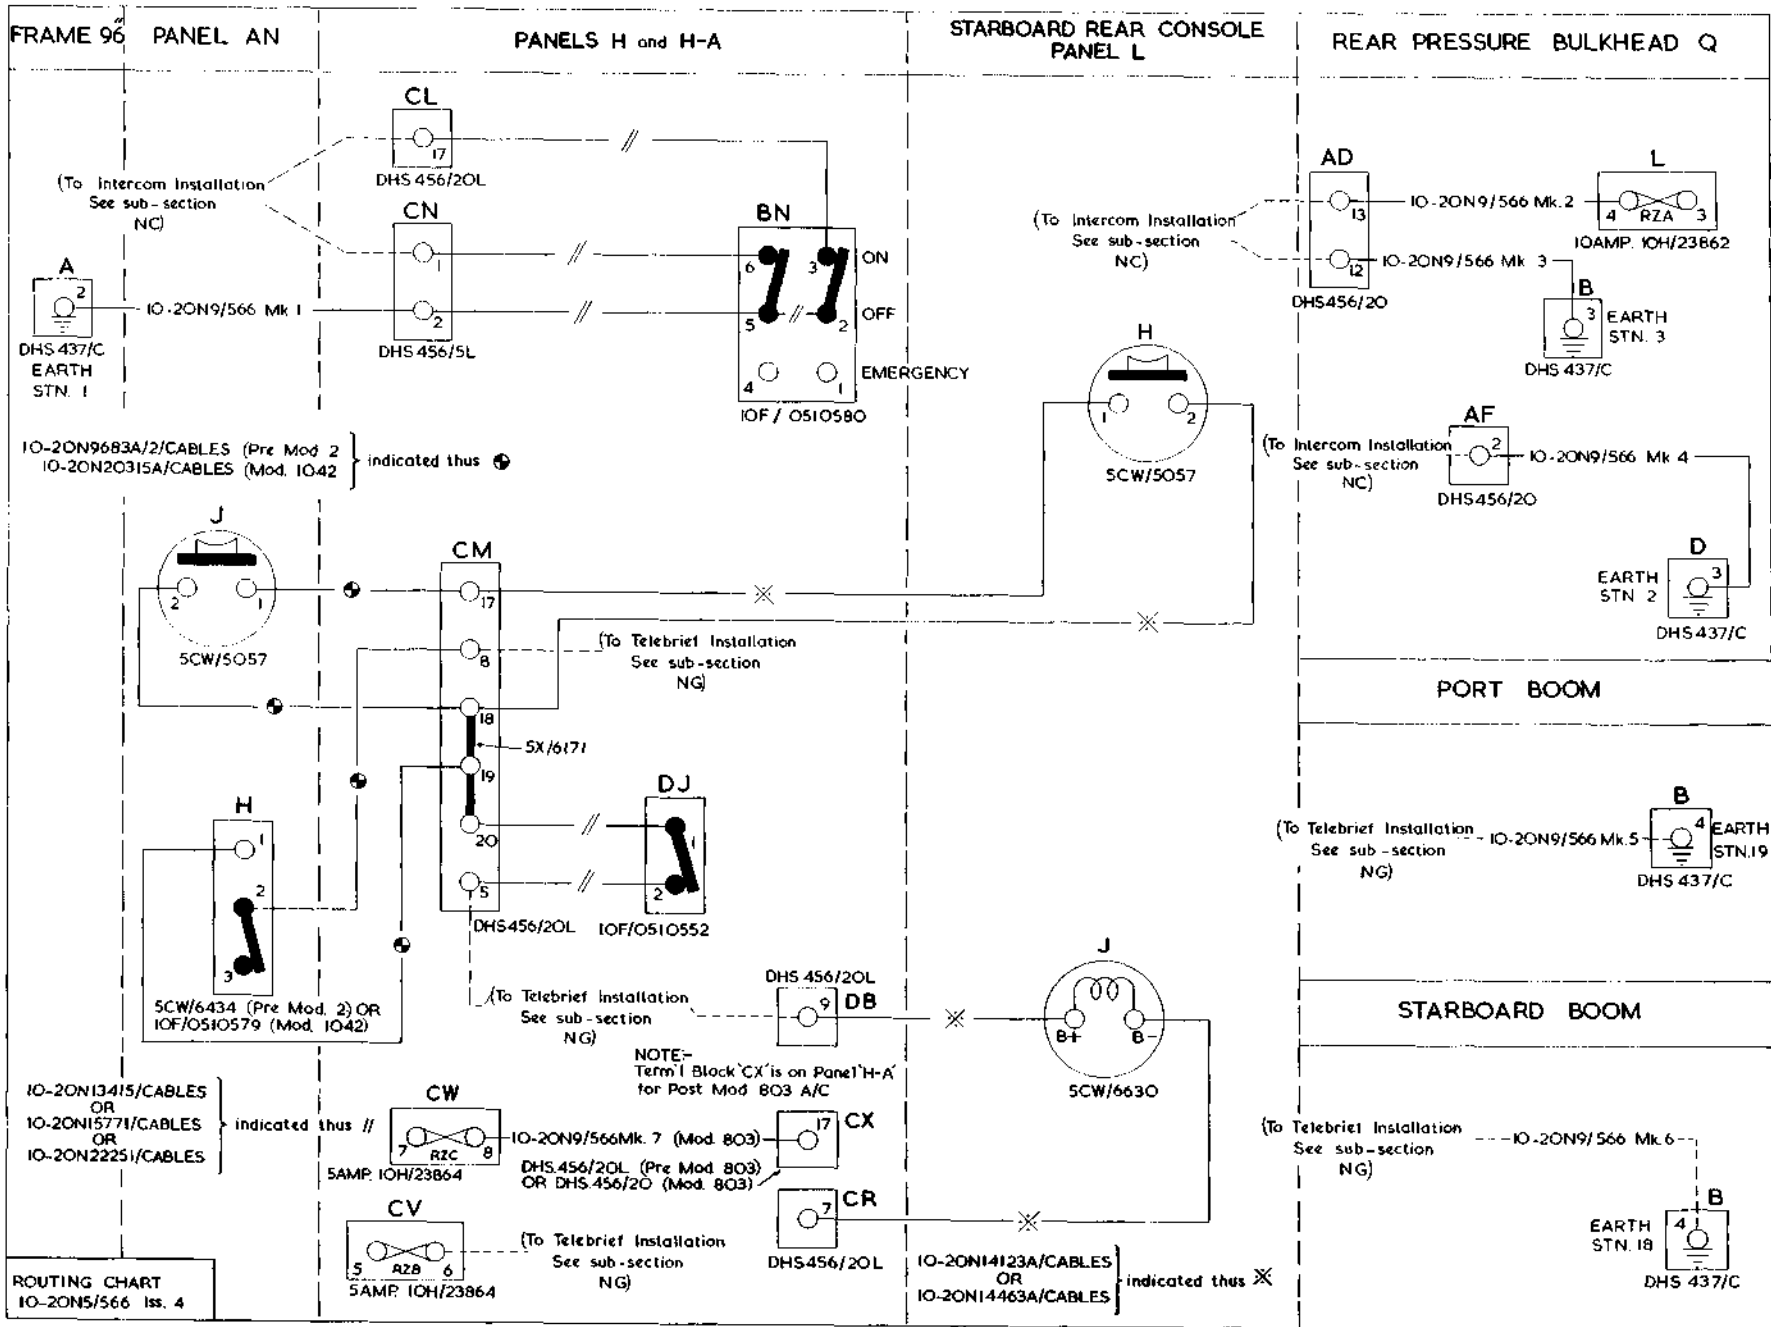 FRAME 96"
PANEL AN
PANELS H and H-A
STARBOARD REAR CONSOLE
PANEL L
REAR PRESSURE BULKHEAD Q
CL
17
DHS 456/20L
(To Intercom Installation
See sub-section
NC)
CN
1
2
DHS 456/5L
A
2
DHS 437/C
EARTH
STN. 1
10-20N9/566 Mk 1
BN
6
3
ON
5
2
OFF
4
1
EMERGENCY
10F/0510580
10-20N9683A/2/CABLES (Pre Mod 2
10-20N20315A/CABLES (Mod. 1042
indicated thus
J
2
1
5CW/5057
CM
17
8
18
19
20
5
DHS456/20L
5X/6171
(To Telebrief Installation
See sub-section
NG)
DJ
1
2
10F/0510552
H
1
2
3
5CW/6434 (Pre Mod. 2) OR
10F/0510579 (Mod. 1042)
(To Telebrief Installation
See sub-section
NG)
DHS 456/20L
9
DB
NOTE:-
Term'l Block 'CX' is on Panel 'H-A'
for Post Mod 803 A/C
10-20N13415/CABLES
OR
10-20N15771/CABLES
OR
10-20N22251/CABLES
indicated thus //
CW
7
RZC
8
5AMP. 10H/23864
10-20N9/566Mk. 7 (Mod. 803)
17
CX
DHS.456/20L (Pre Mod. 803)
OR DHS.456/20 (Mod. 803)
CV
5
RZB
6
5AMP. 10H/23864
(To Telebrief Installation
See sub-section
NG)
7
CR
DHS456/20L
ROUTING CHART
10-20N5/566 Iss. 4
H
1
2
5CW/5057
J
B+
B-
5CW/6630
10-20N14123A/CABLES
OR
10-20N14463A/CABLES
indicated thus ※
AD
13
12
DHS456/20
(To Intercom Installation
See sub-section
NC)
10-20N9/566 Mk.2
L
4
RZA
3
10AMP. 10H/23862
10-20N9/566 Mk 3
B
3
EARTH
STN. 3
DHS 437/C
AF
2
DHS456/20
(To Intercom Installation
See sub-section
NC)
10-20N9/566 Mk 4
D
3
EARTH
STN 2
DHS 437/C
PORT BOOM
(To Telebrief Installation
See sub-section
NG)
10-20N9/566 Mk.5
B
4
EARTH
STN.19
DHS 437/C
STARBOARD BOOM
(To Telebrief Installation
See sub-section
NG)
10-20N9/566 Mk.6
B
4
EARTH
STN. 18
DHS 437/C